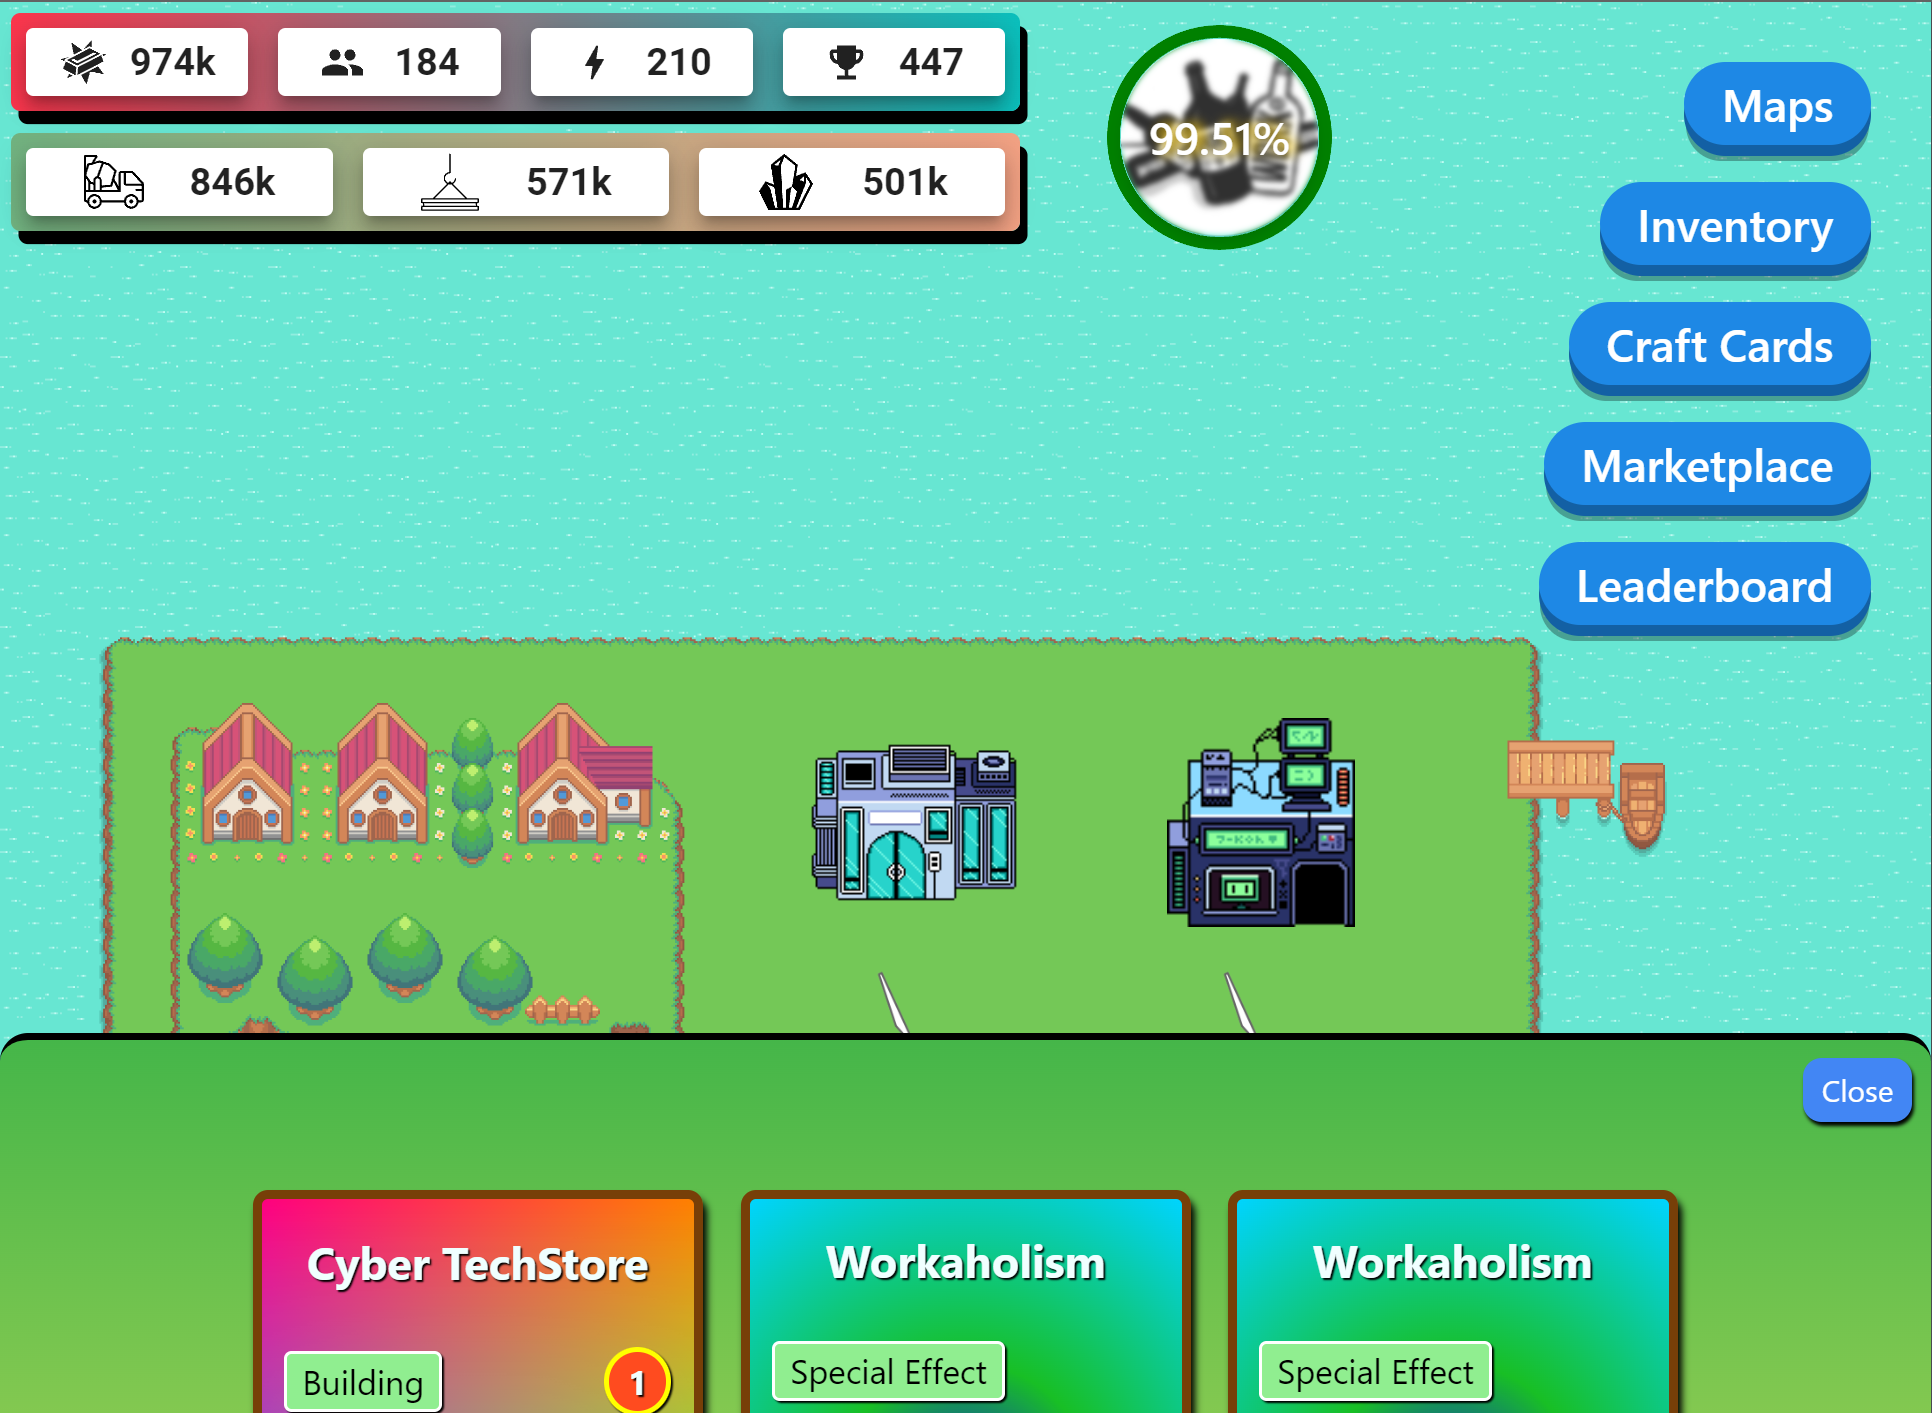 974k
184
210
447
846k
571k
501k
99.51%
Maps
Inventory
Craft Cards
Marketplace
Leaderboard
Close
Cyber TechStore
Building
1
Workaholism
Special Effect
Workaholism
Special Effect